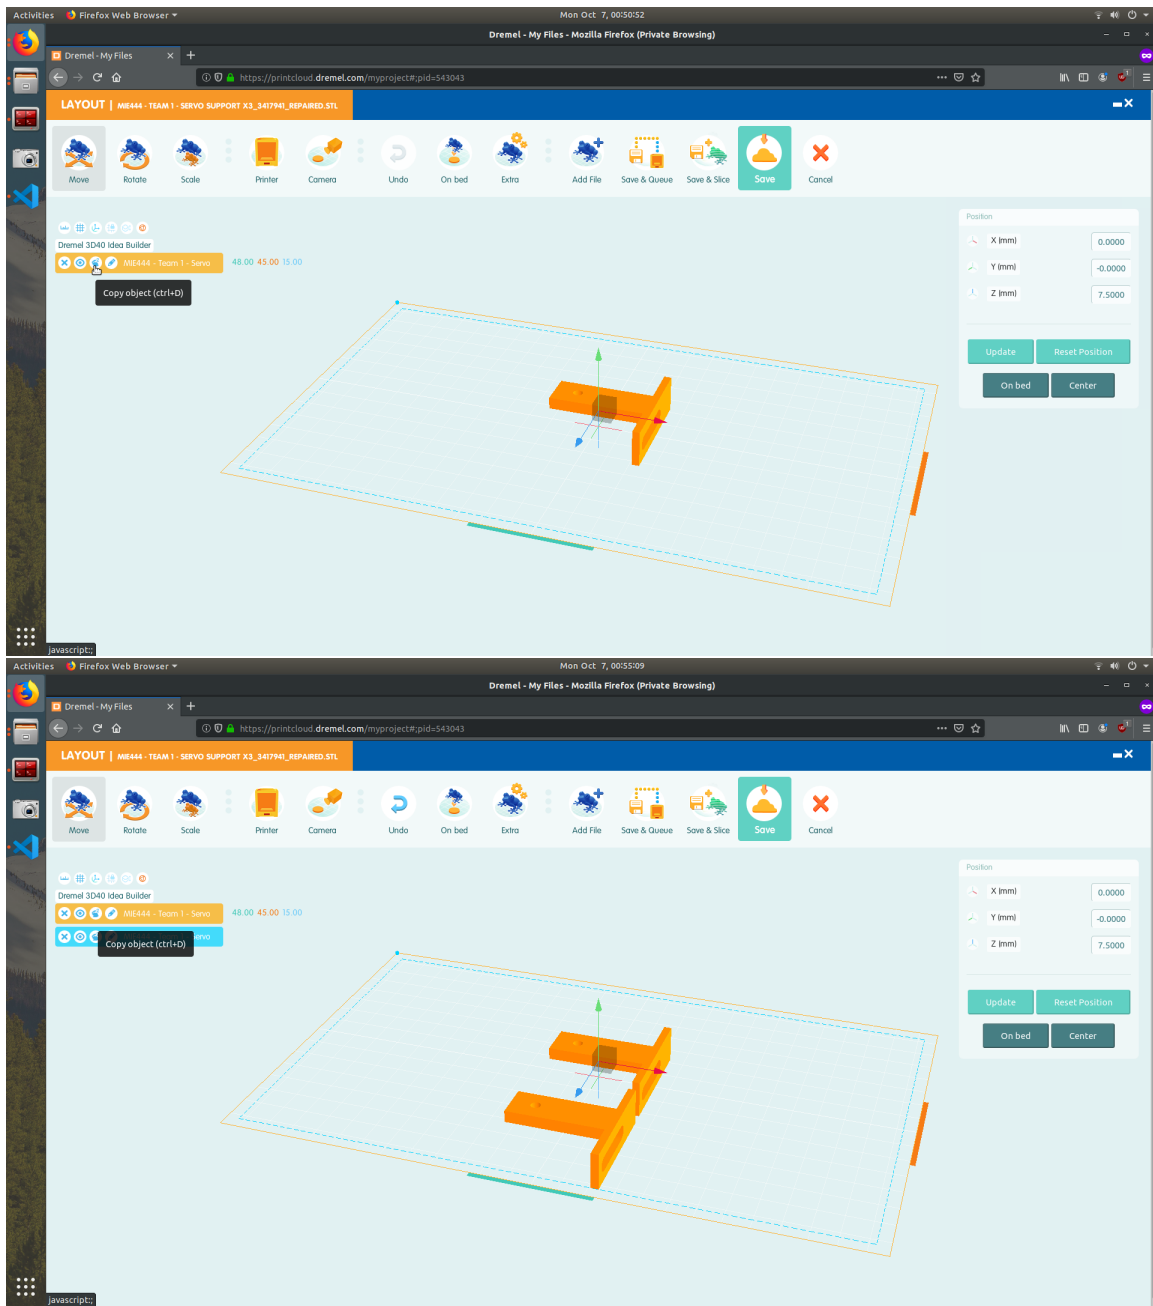 Activities Firefox Web Browser Mon Oct 7, 00:50:52
Dremel - My Files - Mozilla Firefox (Private Browsing)
Dremel - My Files
https://printcloud.dremel.com/myproject#;pid=543043
LAYOUT | MIE444 - TEAM 1 - SERVO SUPPORT X3_3417941_REPAIRED.STL
Move Rotate Scale Printer Camera Undo On bed Extra Add File Save & Queue Save & Slice Save Cancel
Position
X (mm) 0.0000
Y (mm) -0.0000
Z (mm) 7.5000
Update Reset Position
On bed Center
Dremel 3D40 Idea Builder
MIE444 - Team 1 - Servo 48.00 45.00 15.00
Copy object (ctrl+D)
javascript:;
Activities Firefox Web Browser Mon Oct 7, 00:55:09
Dremel - My Files - Mozilla Firefox (Private Browsing)
Dremel - My Files
https://printcloud.dremel.com/myproject#;pid=543043
LAYOUT | MIE444 - TEAM 1 - SERVO SUPPORT X3_3417941_REPAIRED.STL
Move Rotate Scale Printer Camera Undo On bed Extra Add File Save & Queue Save & Slice Save Cancel
Position
X (mm) 0.0000
Y (mm) -0.0000
Z (mm) 7.5000
Update Reset Position
On bed Center
Dremel 3D40 Idea Builder
MIE444 - Team 1 - Servo 48.00 45.00 15.00
Copy object (ctrl+D)
javascript:;